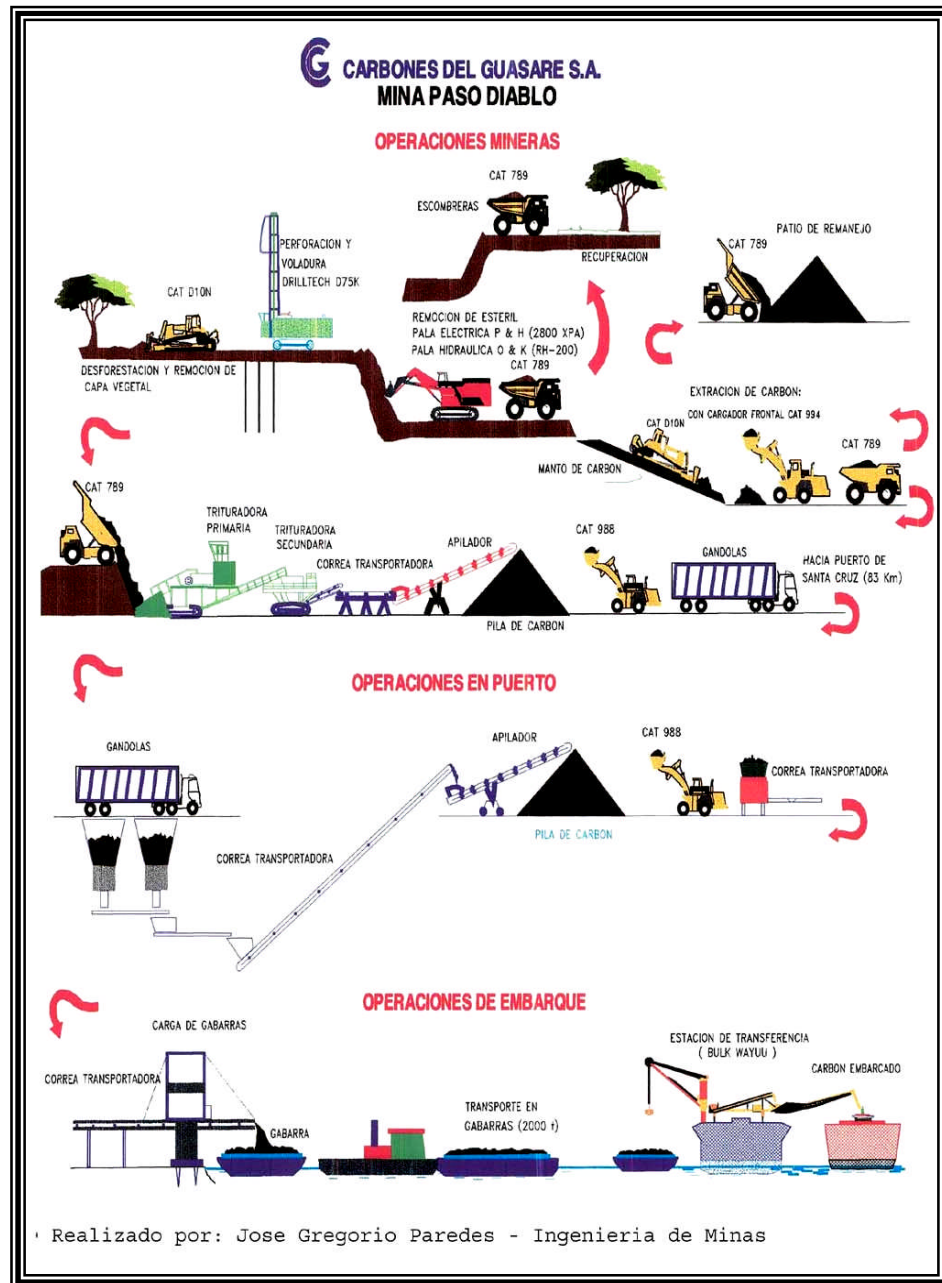 CG CARBONES DEL GUASARE S.A.
MINA PASO DIABLO
OPERACIONES MINERAS
CAT 789
ESCOMBRERAS
RECUPERACION
PATIO DE REMANEJO
CAT 789
PERFORACION Y
VOLADURA
DRILLTECH D75K
CAT D10N
DESFORESTACION Y REMOCION DE
CAPA VEGETAL
REMOCION DE ESTERIL
PALA ELECTRICA P & H (2800 XPA)
PALA HIDRAULICA O & K (RH-200)
CAT 789
EXTRACION DE CARBON:
CON CARGADOR FRONTAL CAT 994
CAT D10N
CAT 789
MANTO DE CARBON
CAT 789
TRITURADORA
PRIMARIA
TRITURADORA
SECUNDARIA
CORREA TRANSPORTADORA
APILADOR
PILA DE CARBON
CAT 988
GANDOLAS
HACIA PUERTO DE
SANTA CRUZ (83 Km)
OPERACIONES EN PUERTO
GANDOLAS
CORREA TRANSPORTADORA
APILADOR
PILA DE CARBON
CAT 988
CORREA TRANSPORTADORA
OPERACIONES DE EMBARQUE
CARGA DE GABARRAS
CORREA TRANSPORTADORA
GABARRA
TRANSPORTE EN
GABARRAS (2000 t)
ESTACION DE TRANSFERENCIA
( BULK WAYUU )
CARBON EMBARCADO
Realizado por: Jose Gregorio Paredes - Ingenieria de Minas